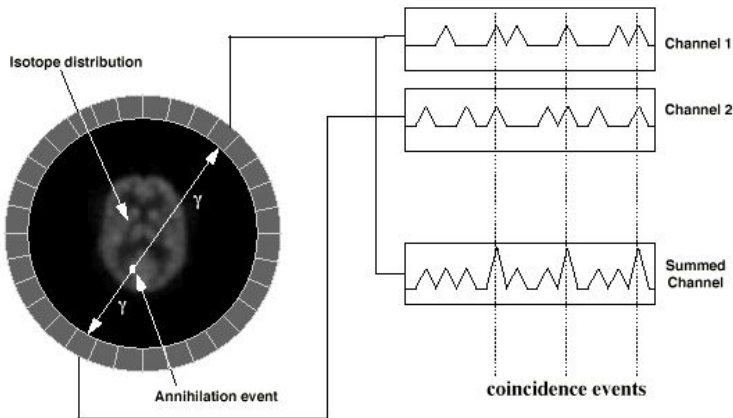 Isotope distribution
γ
γ
Annihilation event
Channel 1
Channel 2
Summed
Channel
coincidence events